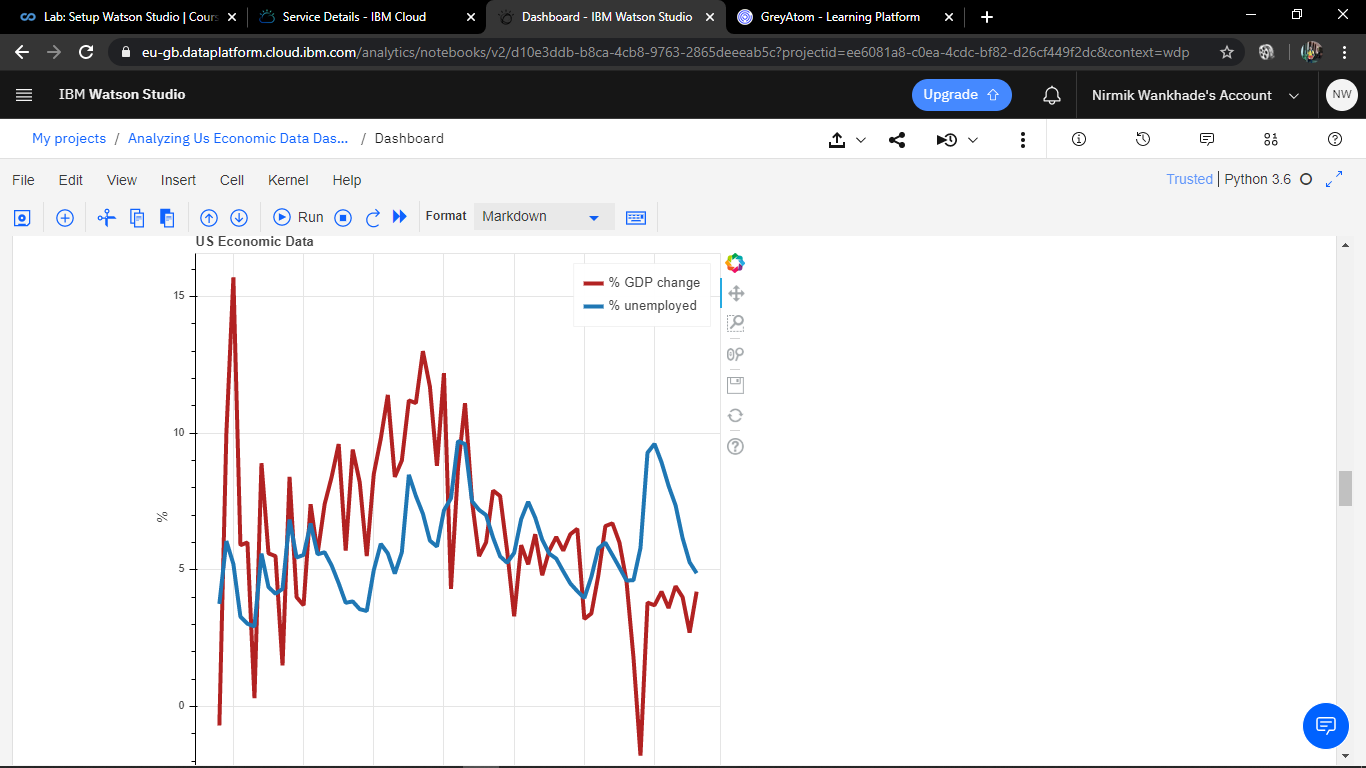 Lab: Setup Watson Studio | Cours
Service Details - IBM Cloud
Dashboard - IBM Watson Studio
GreyAtom - Learning Platform
eu-gb.dataplatform.cloud.ibm.com/analytics/notebooks/v2/d10e3ddb-b8ca-4cb8-9763-2865deeeab5c?projectid=ee6081a8-c0ea-4cdc-bf82-d26cf449f2dc&context=wdp
IBM Watson Studio
Upgrade
Nirmik Wankhade's Account
NW
My projects / Analyzing Us Economic Data Das... / Dashboard
File Edit View Insert Cell Kernel Help
Trusted | Python 3.6
Run
Format
Markdown
US Economic Data
% GDP change
% unemployed
15
10
%
5
0